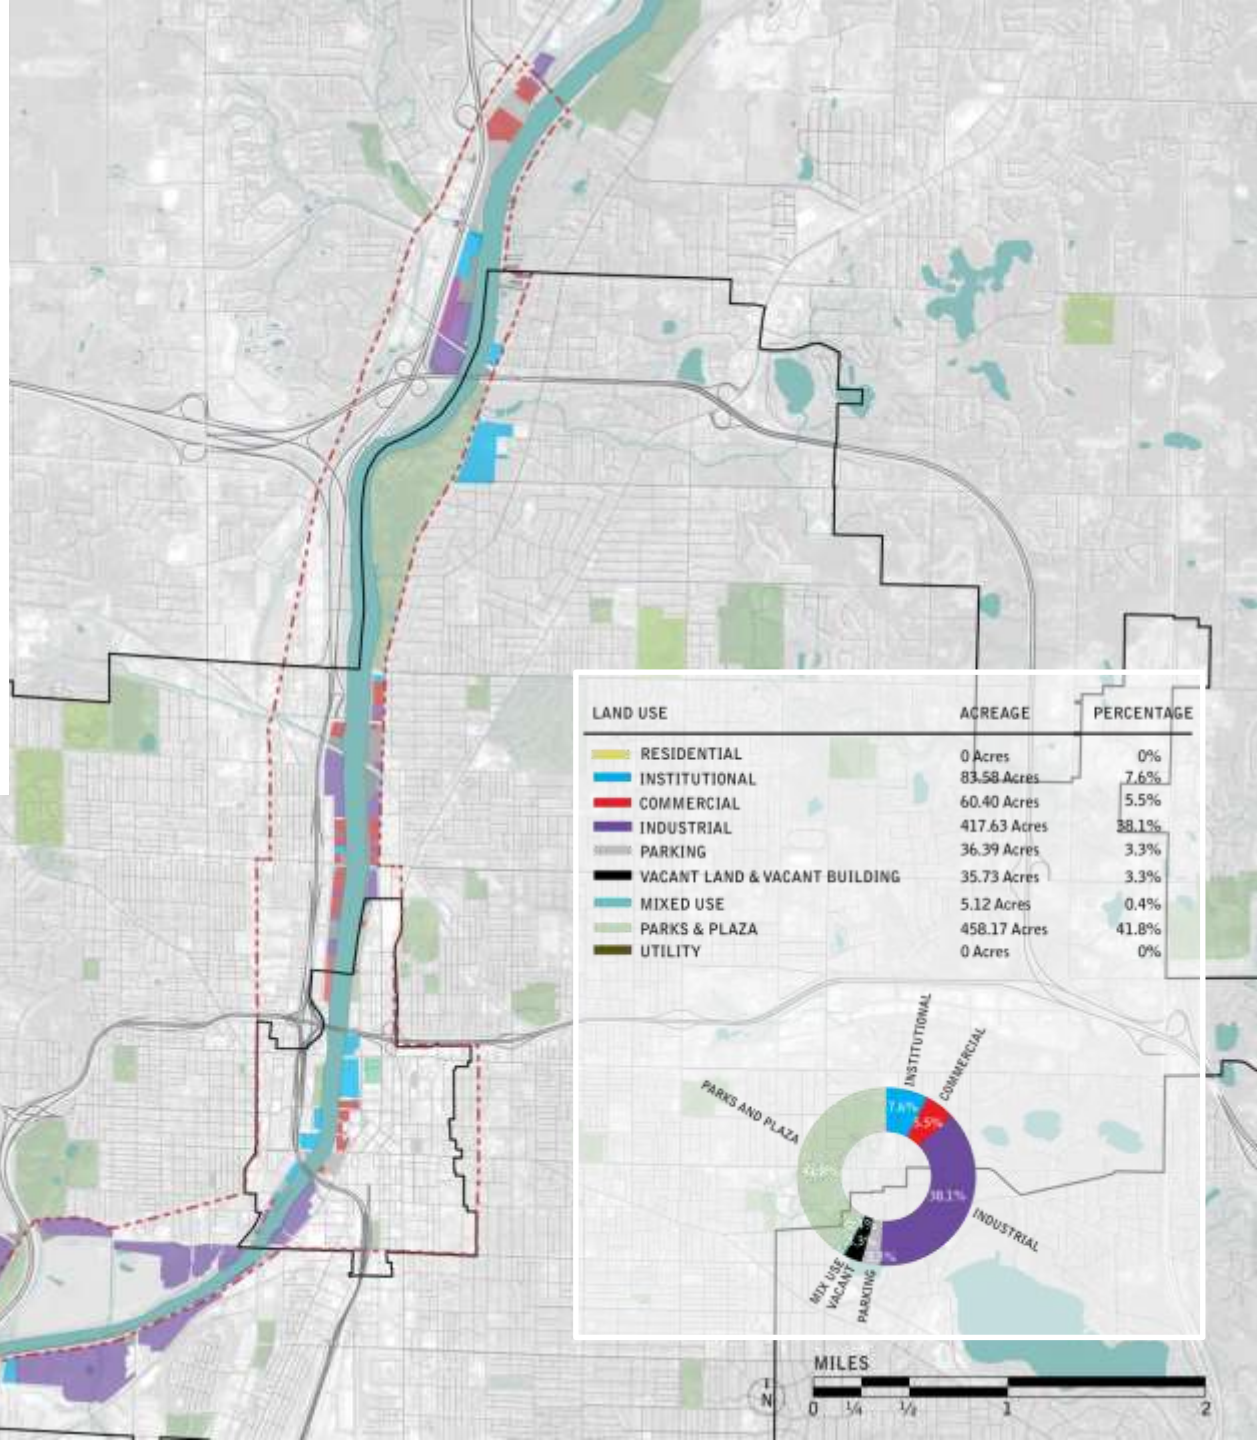 LAND USE ACREAGE PERCENTAGE
RESIDENTIAL 0 Acres 0%
INSTITUTIONAL 83.58 Acres 7.6%
COMMERCIAL 60.40 Acres 5.5%
INDUSTRIAL 417.63 Acres 38.1%
PARKING 36.39 Acres 3.3%
VACANT LAND & VACANT BUILDING 35.73 Acres 3.3%
MIXED USE 5.12 Acres 0.4%
PARKS & PLAZA 458.17 Acres 41.8%
UTILITY 0 Acres 0%
INSTITUTIONAL
COMMERCIAL
PARKS AND PLAZA
7.6%
5.5%
38.1%
INDUSTRIAL
MIX USE
VACANT
PARKING
MILES
N
0 ¼ ½ 1 2